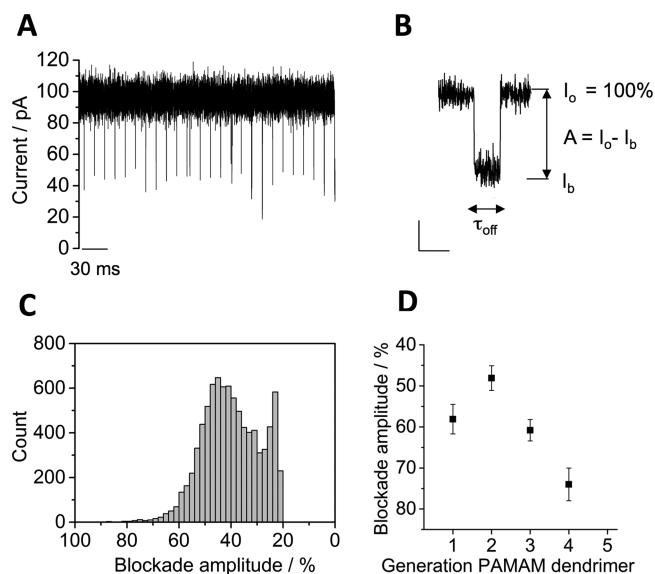 A
Current / pA
120
100
80
60
40
20
0
30 ms
B
I₀ = 100%
A = I₀- I_b
I_b
τ_off
C
Count
800
600
400
200
0
100 80 60 40 20 0
Blockade amplitude / %
D
Blockade amplitude / %
40
50
60
70
80
1 2 3 4 5
Generation PAMAM dendrimer